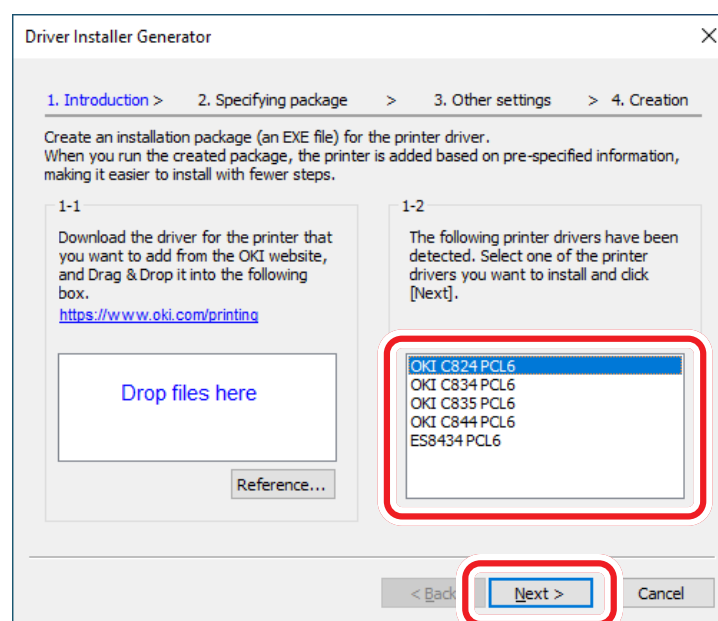 Driver Installer Generator
1. Introduction > 2. Specifying package > 3. Other settings > 4. Creation
Create an installation package (an EXE file) for the printer driver.
When you run the created package, the printer is added based on pre-specified information,
making it easier to install with fewer steps.
1-1
Download the driver for the printer that
you want to add from the OKI website,
and Drag & Drop it into the following
box.
https://www.oki.com/printing
Drop files here
Reference...
1-2
The following printer drivers have been
detected. Select one of the printer
drivers you want to install and click
[Next].
OKI C824 PCL6
OKI C834 PCL6
OKI C835 PCL6
OKI C844 PCL6
ES8434 PCL6
< Back Next > Cancel